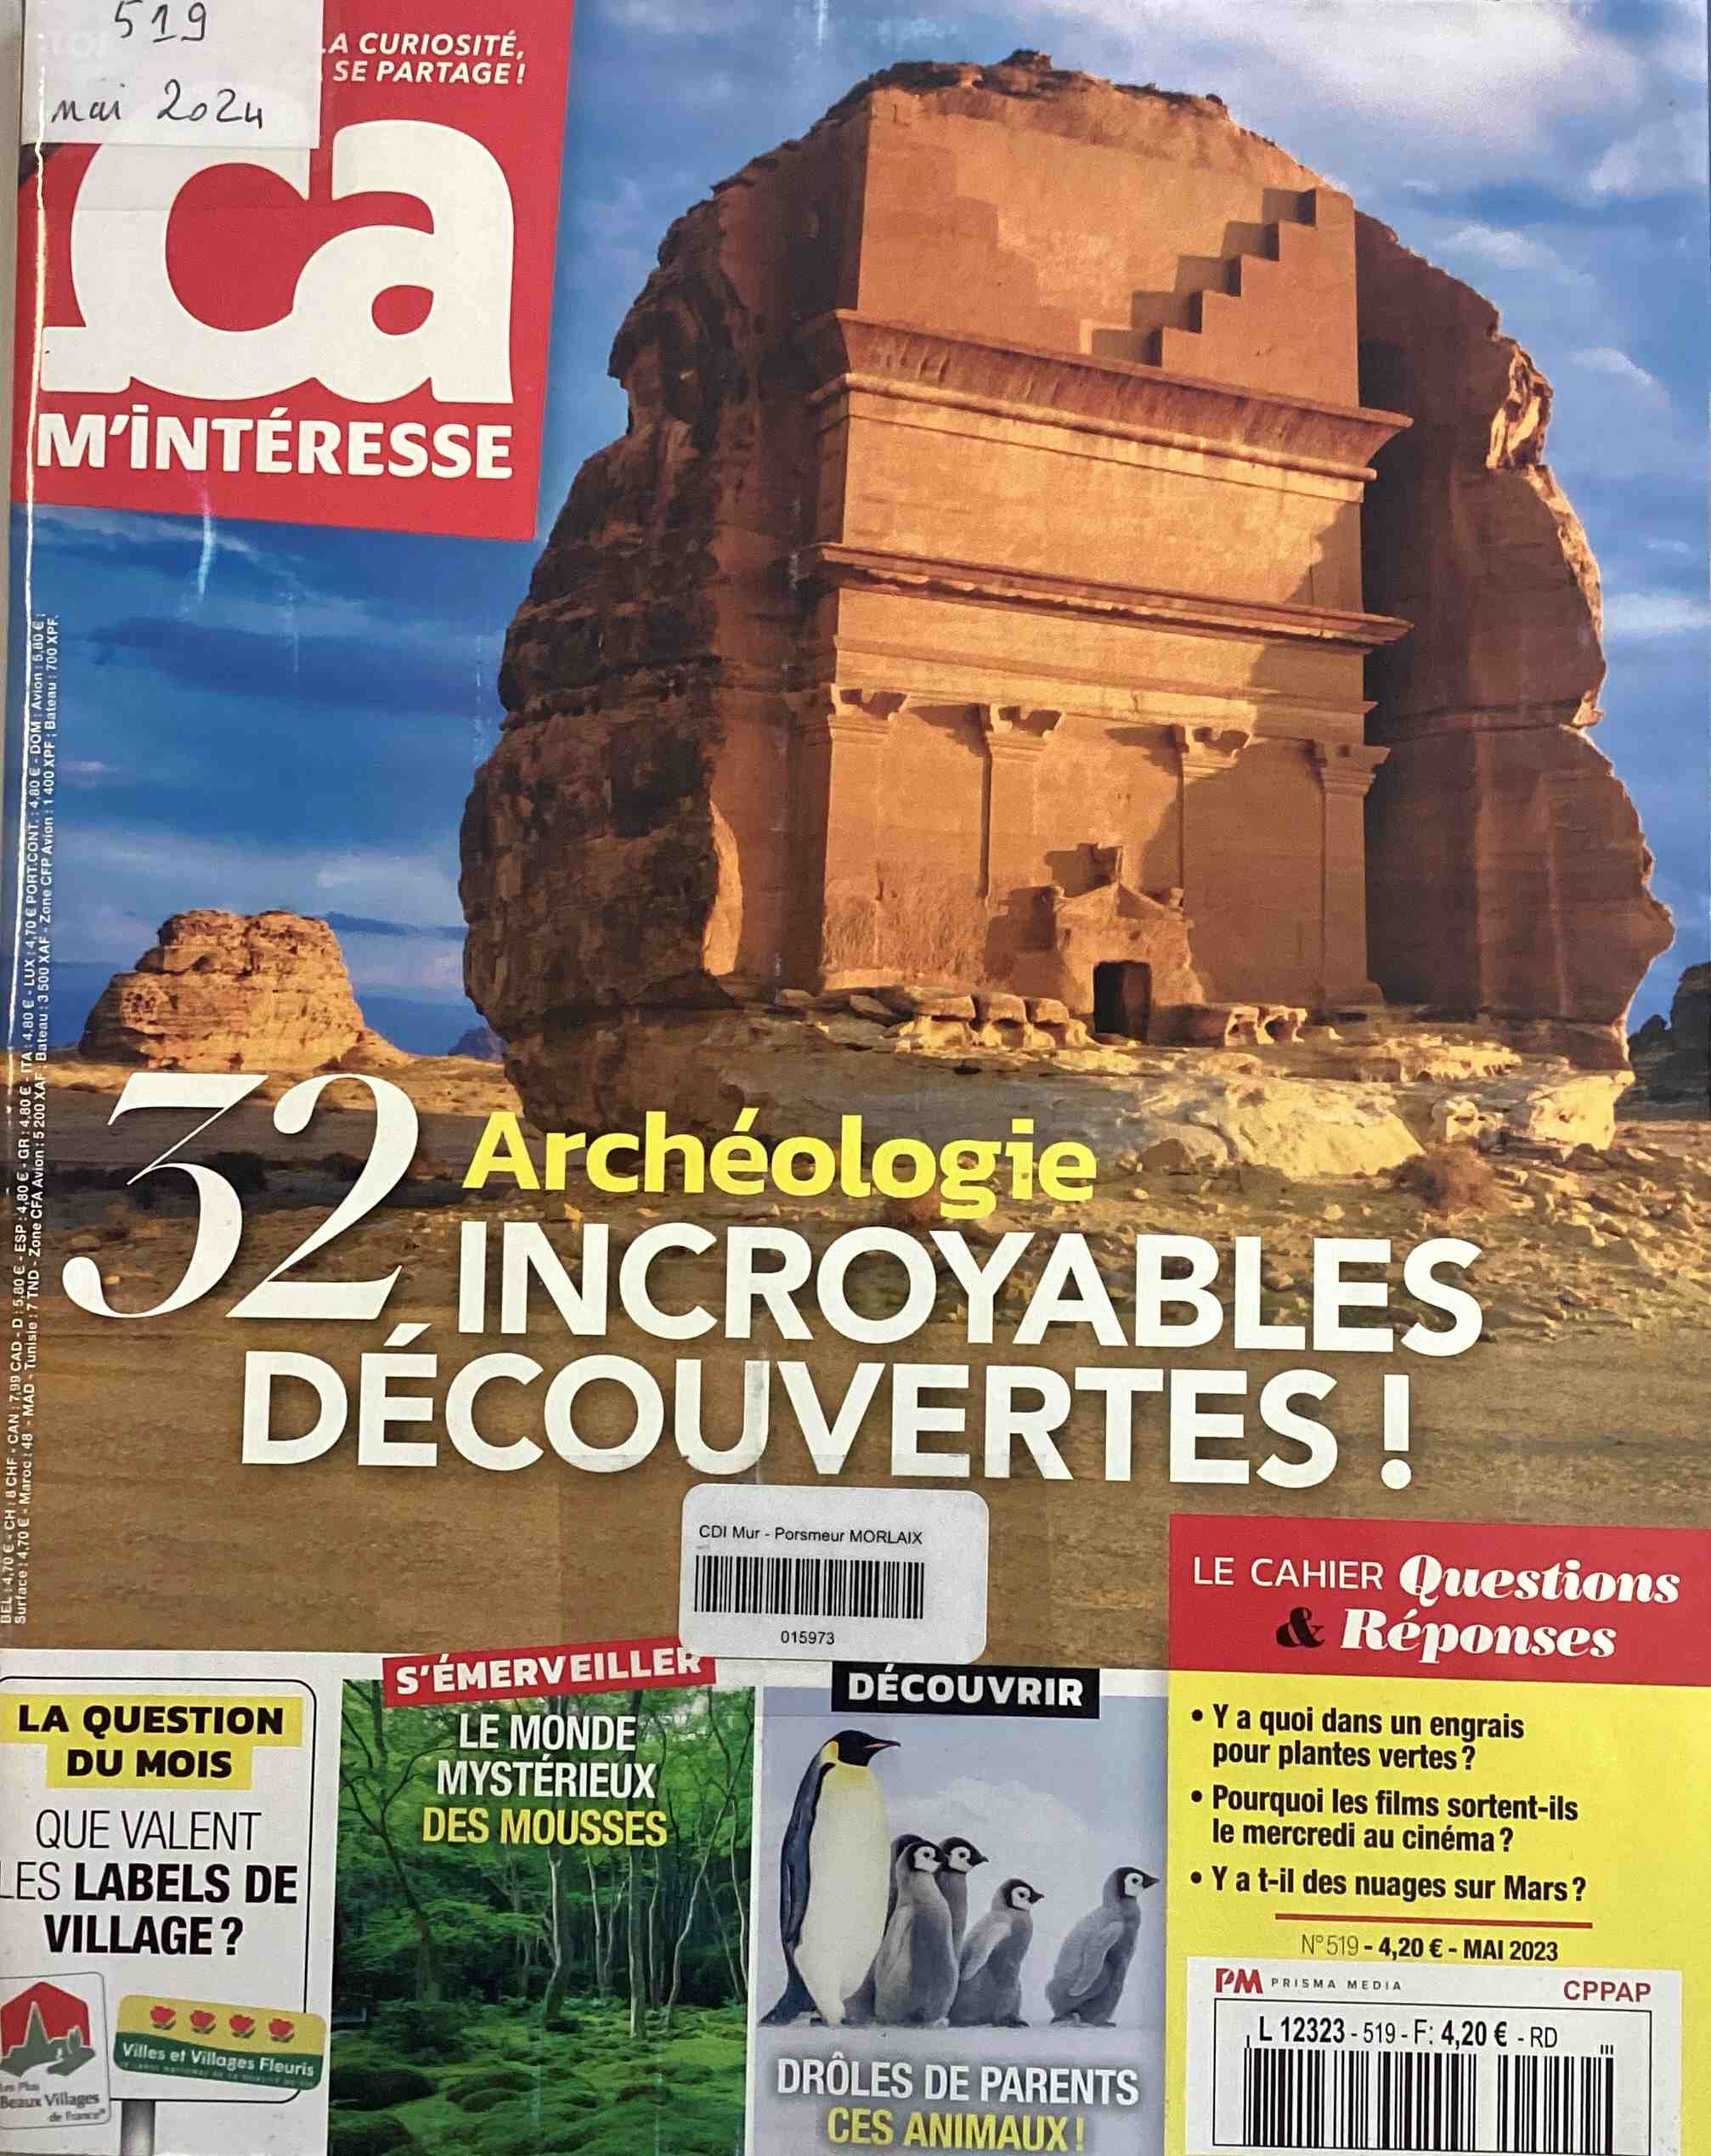 519
mai 2024
LA CURIOSITÉ,
SE PARTAGE !
Ça
M'INTÉRESSE
BEL : 4,70 € - CH : 8 CHF - CAN : 7,99 CAD - D : 5,80 € - ESP : 4,80 € - GR : 4,80 € - ITA : 4,80 € - LUX : 4,70 € PORT.CONT. : 4,80 € - DOM : Avion : 5,80 € ;
Surface : 4,70 € - Maroc : 48 - MAD - Tunisie : 7 TND - Zone CFA Avion : 5 200 XAF ; Bateau : 3 500 XAF - Zone CFP Avion : 1 400 XPF ; Bateau : 700 XPF.
32 Archéologie
INCROYABLES
DÉCOUVERTES !
CDI Mur - Porsmeur MORLAIX
015973
LA QUESTION
DU MOIS
QUE VALENT
LES LABELS DE
VILLAGE ?
Les Plus
Beaux Villages
de France
Villes et Villages Fleuris
S'ÉMERVEILLER
LE MONDE
MYSTÉRIEUX
DES MOUSSES
DÉCOUVRIR
DRÔLES DE PARENTS
CES ANIMAUX !
LE CAHIER Questions
& Réponses
• Y a quoi dans un engrais
pour plantes vertes ?
• Pourquoi les films sortent-ils
le mercredi au cinéma ?
• Y a t-il des nuages sur Mars ?
N° 519 - 4,20 € - MAI 2023
PM PRISMA MEDIA
CPPAP
L 12323 - 519 - F: 4,20 € - RD